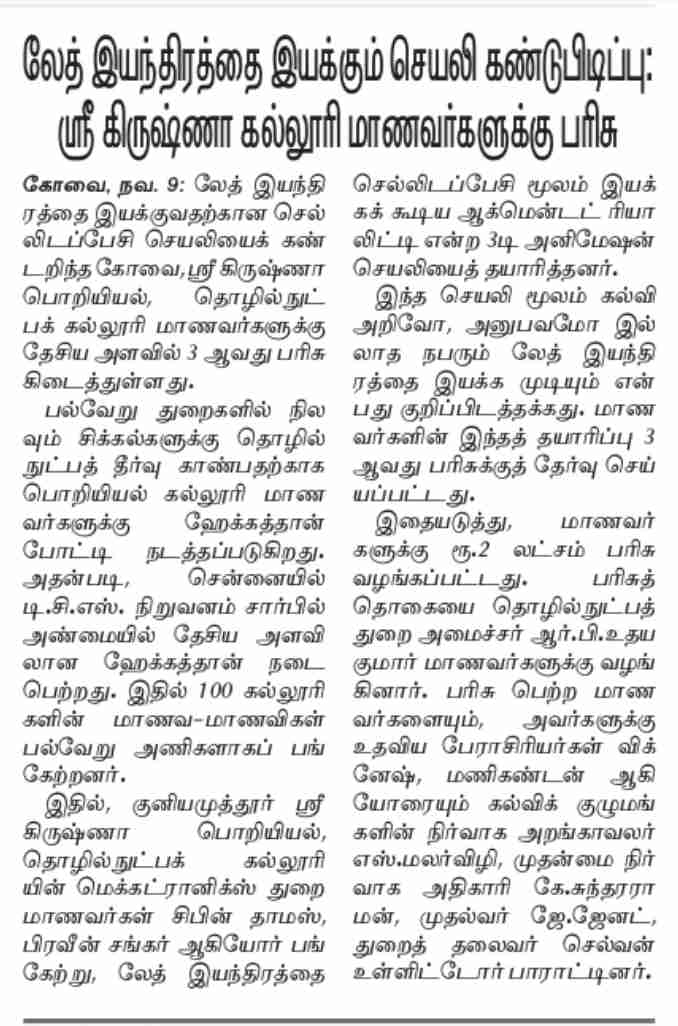 லேத் இயந்திரத்தை இயக்கும் செயலி கண்டுபிடிப்பு:
ஸ்ரீ கிருஷ்ணா கல்லூரி மாணவர்களுக்கு பரிசு
கோவை, நவ. 9: லேத் இயந்தி
ரத்தை இயக்குவதற்கான செல்
லிடப்பேசி செயலியைக் கண்
டறிந்த கோவை,ஸ்ரீ கிருஷ்ணா
பொறியியல், தொழில்நுட்
பக் கல்லூரி மாணவர்களுக்கு
தேசிய அளவில் 3 ஆவது பரிசு
கிடைத்துள்ளது.
பல்வேறு துறைகளில் நில
வும் சிக்கல்களுக்கு தொழில்
நுட்பத் தீர்வு காண்பதற்காக
பொறியியல் கல்லூரி மாண
வர்களுக்கு ஹேக்கத்தான்
போட்டி நடத்தப்படுகிறது.
அதன்படி, சென்னையில்
டி.சி.எஸ். நிறுவனம் சார்பில்
அண்மையில் தேசிய அளவி
லான ஹேக்கத்தான் நடை
பெற்றது. இதில் 100 கல்லூரி
களின் மாணவ-மாணவிகள்
பல்வேறு அணிகளாகப் பங்
கேற்றனர்.
இதில், குனியமுத்தூர் ஸ்ரீ
கிருஷ்ணா பொறியியல்,
தொழில்நுட்பக் கல்லூரி
யின் மெக்கட்ரானிக்ஸ் துறை
மாணவர்கள் சிபின் தாமஸ்,
பிரவீன் சங்கர் ஆகியோர் பங்
கேற்று, லேத் இயந்திரத்தை
செல்லிடப்பேசி மூலம் இயக்
கக் கூடிய ஆக்மென்டட் ரியா
லிட்டி என்ற 3டி அனிமேஷன்
செயலியைத் தயாரித்தனர்.
இந்த செயலி மூலம் கல்வி
அறிவோ, அனுபவமோ இல்
லாத நபரும் லேத் இயந்தி
ரத்தை இயக்க முடியும் என்
பது குறிப்பிடத்தக்கது. மாண
வர்களின் இந்தத் தயாரிப்பு 3
ஆவது பரிசுக்குத் தேர்வு செய்
யப்பட்டது.
இதையடுத்து, மாணவர்
களுக்கு ரூ.2 லட்சம் பரிசு
வழங்கப்பட்டது. பரிசுத்
தொகையை தொழில்நுட்பத்
துறை அமைச்சர் ஆர்.பி.உதய
குமார் மாணவர்களுக்கு வழங்
கினார். பரிசு பெற்ற மாண
வர்களையும், அவர்களுக்கு
உதவிய பேராசிரியர்கள் விக்
னேஷ், மணிகண்டன் ஆகி
யோரையும் கல்விக் குழுமங்
களின் நிர்வாக அறங்காவலர்
எஸ்.மலர்விழி, முதன்மை நிர்
வாக அதிகாரி கே.சுந்தரரா
மன், முதல்வர் ஜே.ஜேனட்,
துறைத் தலைவர் செல்வன்
உள்ளிட்டோர் பாராட்டினர்.